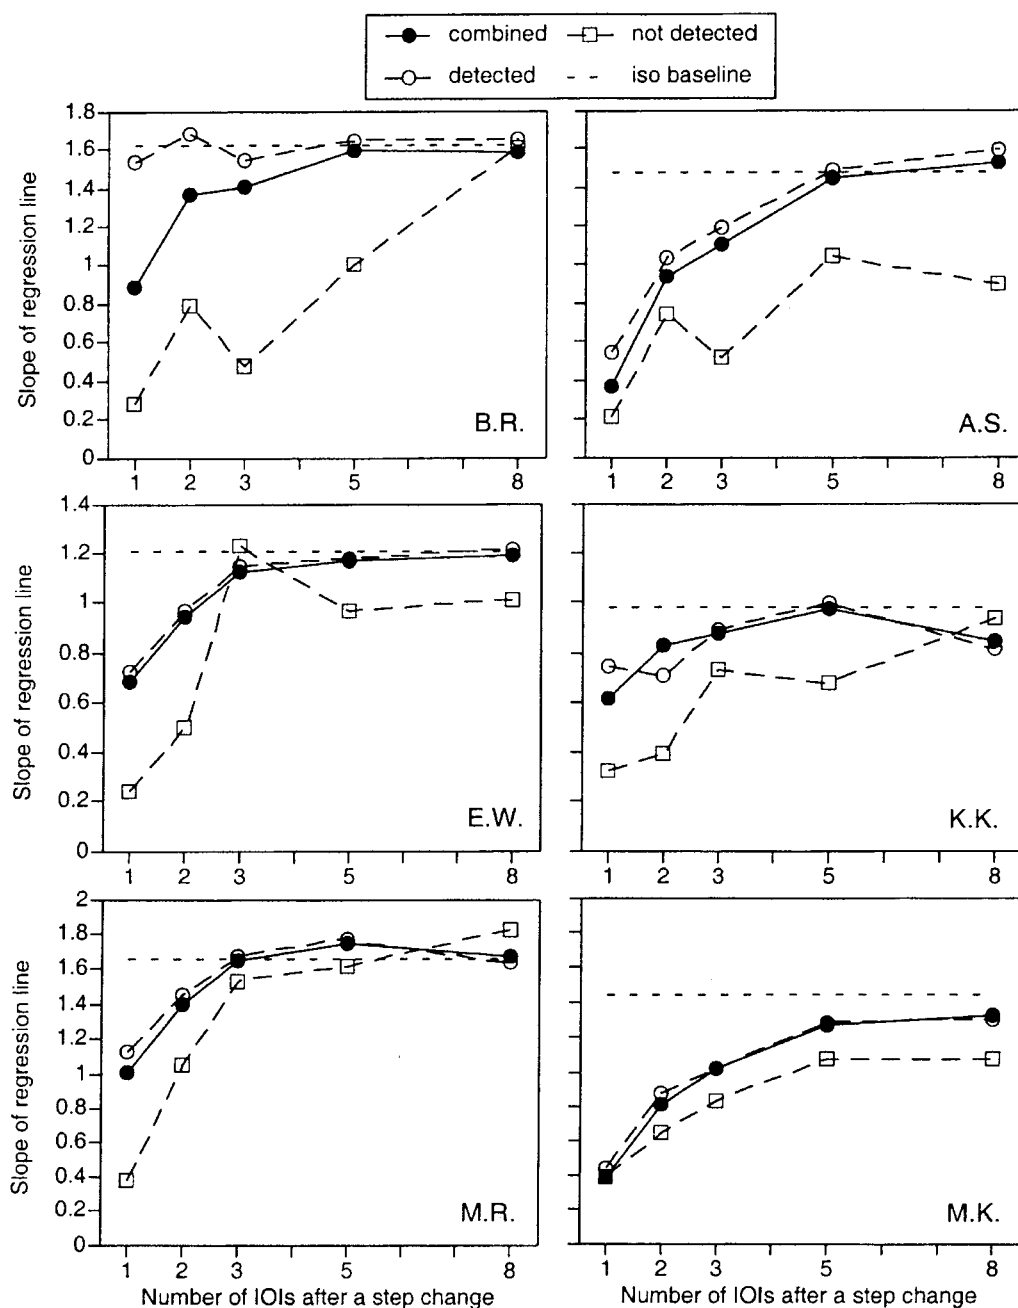 combined not detected
detected iso baseline
Slope of regression line
1.8
1.6
1.4
1.2
1
0.8
0.6
0.4
0.2
0
B.R.
1 2 3 5 8
A.S.
1 2 3 5 8
Slope of regression line
1.4
1.2
1
0.8
0.6
0.4
0.2
0
E.W.
1 2 3 5 8
K.K.
1 2 3 5 8
Slope of regression line
2
1.8
1.6
1.4
1.2
1
0.8
0.6
0.4
0.2
0
M.R.
1 2 3 5 8
Number of IOIs after a step change
M.K.
1 2 3 5 8
Number of IOIs after a step change